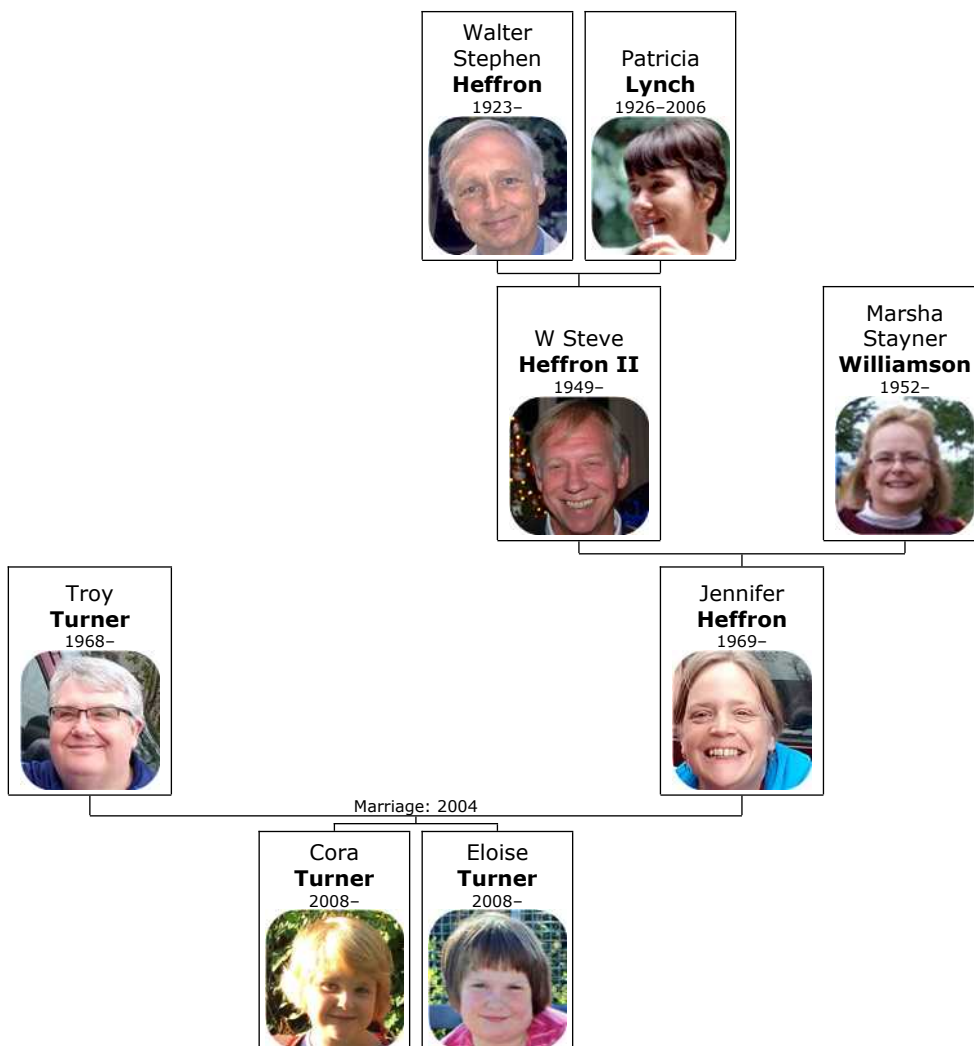 Walter
Stephen
Heffron
1923–
Patricia
Lynch
1926–2006
W Steve
Heffron II
1949–
Marsha
Stayner
Williamson
1952–
Troy
Turner
1968–
Jennifer
Heffron
1969–
Marriage: 2004
Cora
Turner
2008–
Eloise
Turner
2008–